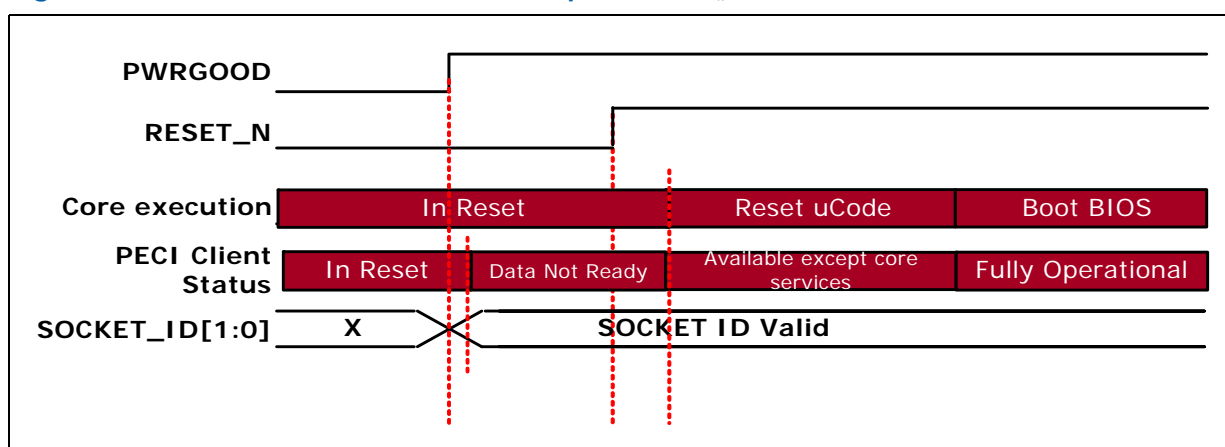 PWRGOOD
RESET_N
Core execution In Reset Reset uCode Boot BIOS
PECI Client Status In Reset Data Not Ready Available except core services Fully Operational
SOCKET_ID[1:0] X SOCKET ID Valid